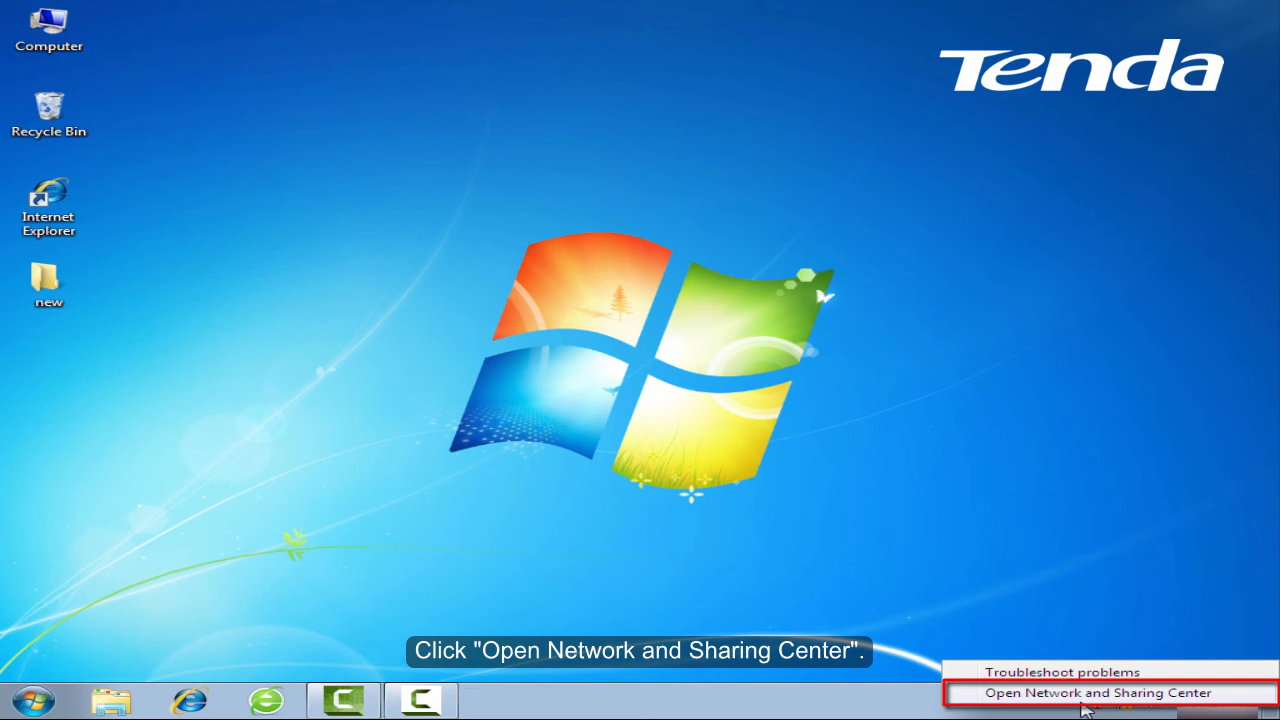 Computer
Tenda
Recycle Bin
Internet
Explorer
new
Click "Open Network and Sharing Center".
Troubleshoot problems
Open Network and Sharing Center